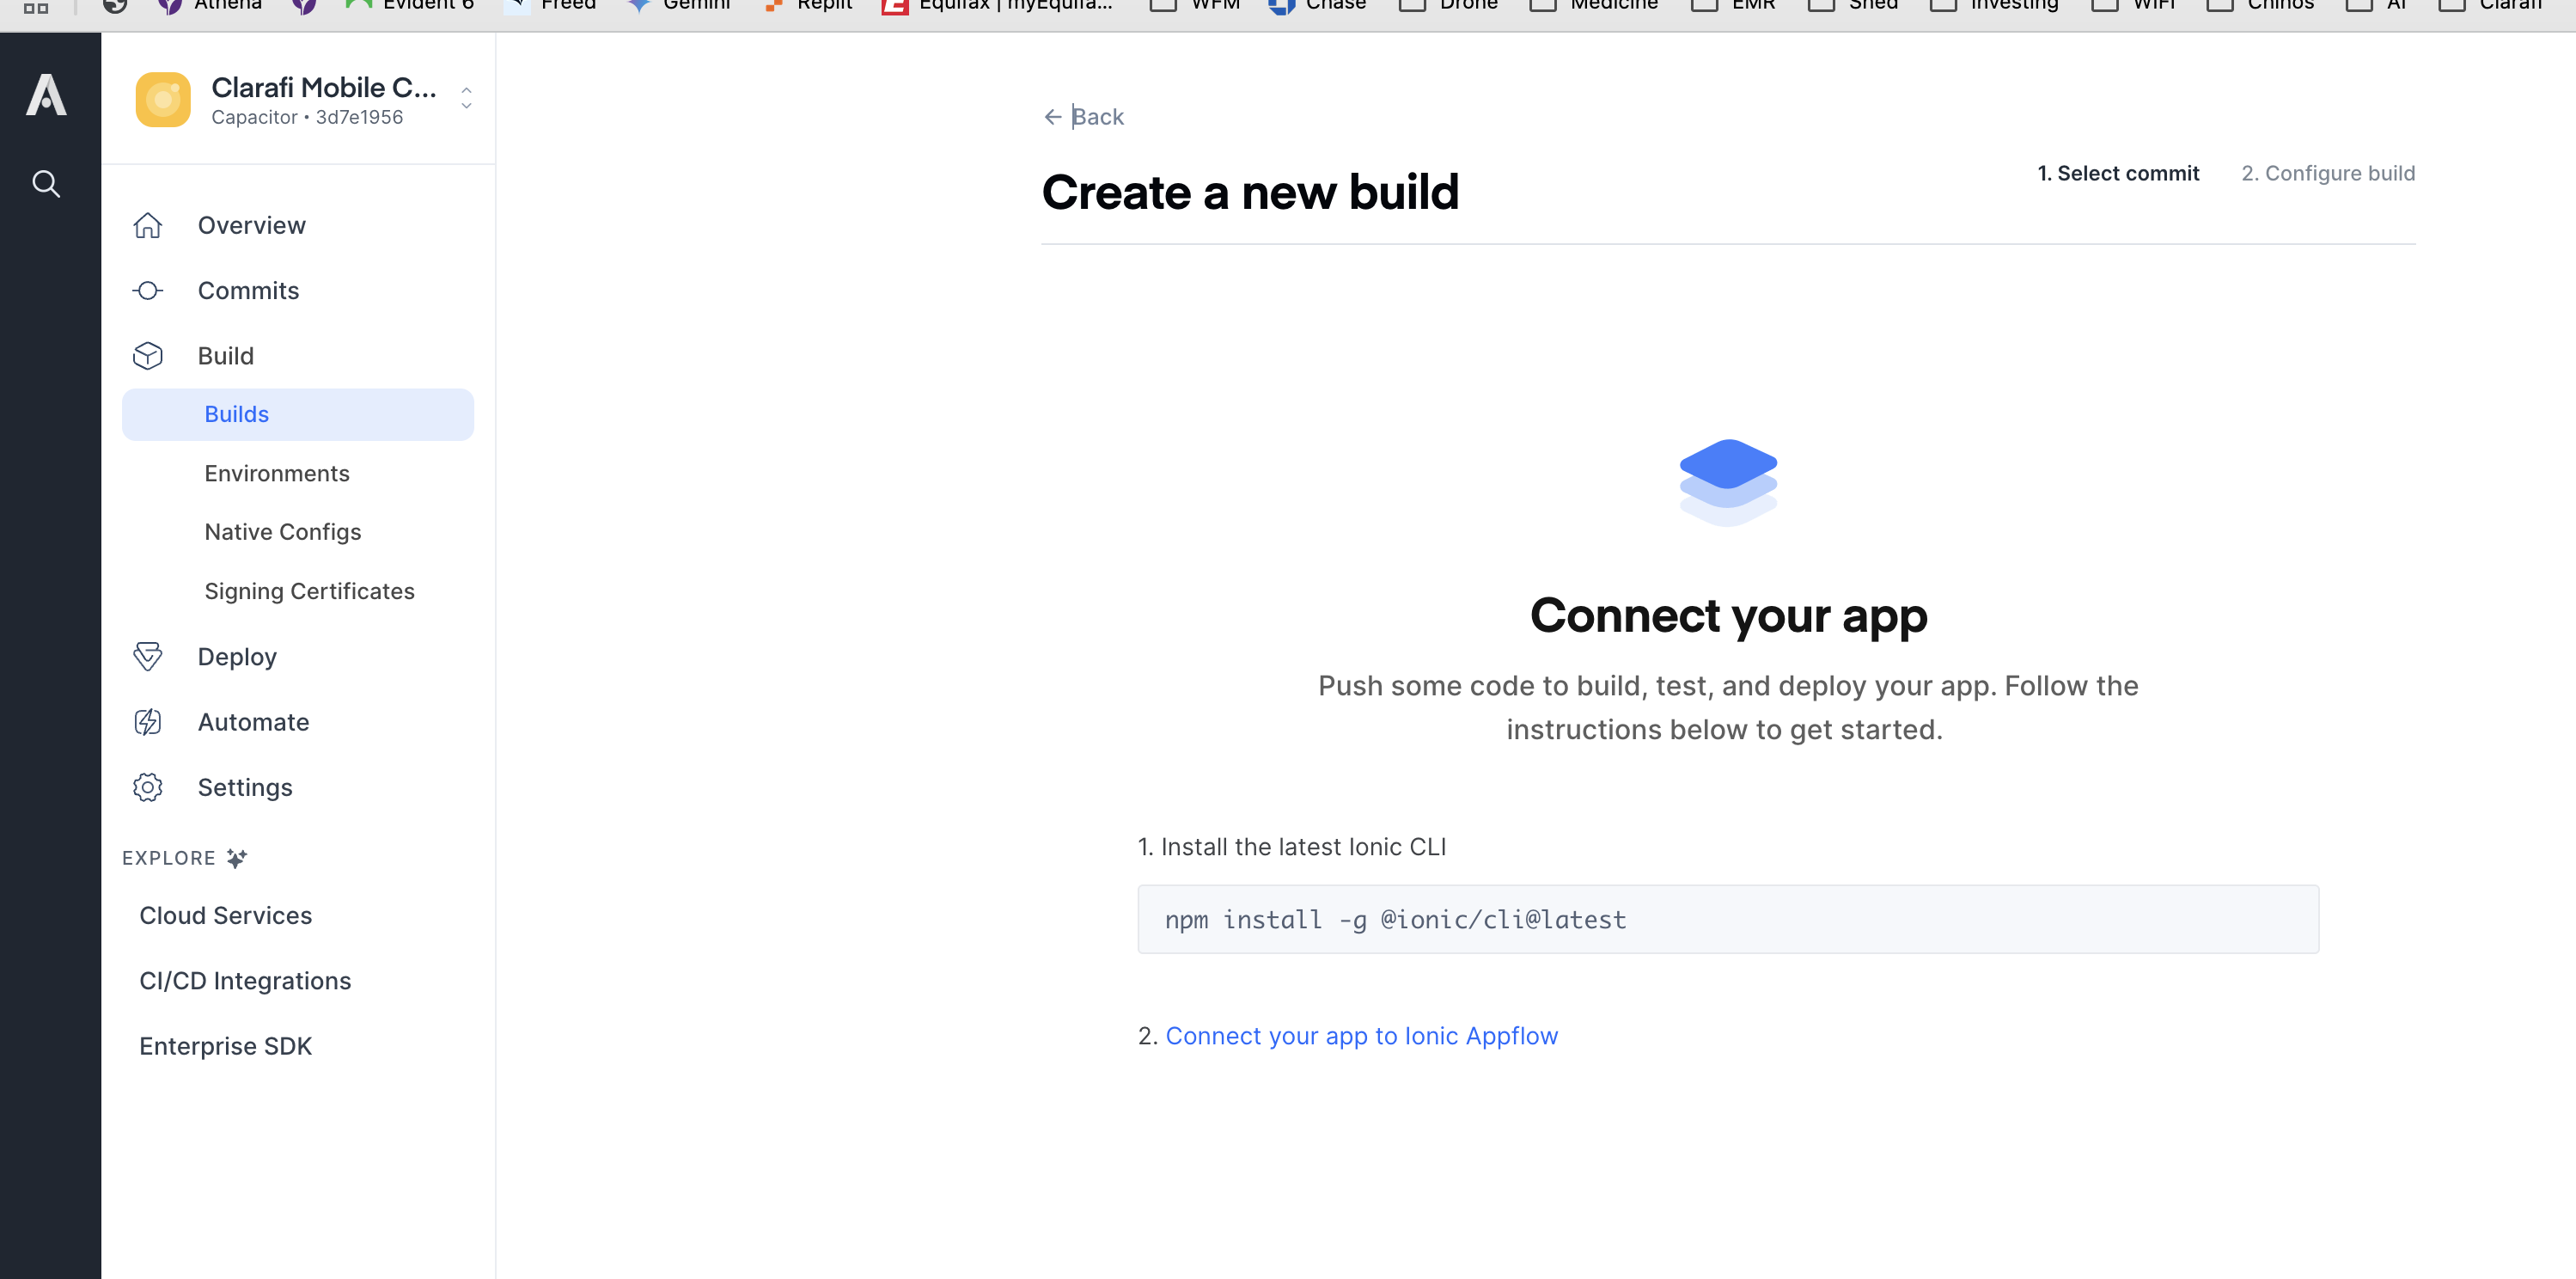 Athena
Evident 6
Freed
Gemini
Replit
Equifax | myEquifa...
WFM
Chase
Drone
Medicine
EMR
Shed
Investing
WIFI
Chinos
AI
Clarafi
Clarafi Mobile C...
Capacitor • 3d7e1956
Overview
Commits
Build
Builds
Environments
Native Configs
Signing Certificates
Deploy
Automate
Settings
EXPLORE
Cloud Services
CI/CD Integrations
Enterprise SDK
← Back
Create a new build
1. Select commit
2. Configure build
Connect your app
Push some code to build, test, and deploy your app. Follow the
instructions below to get started.
1. Install the latest Ionic CLI
npm install -g @ionic/cli@latest
2. Connect your app to Ionic Appflow